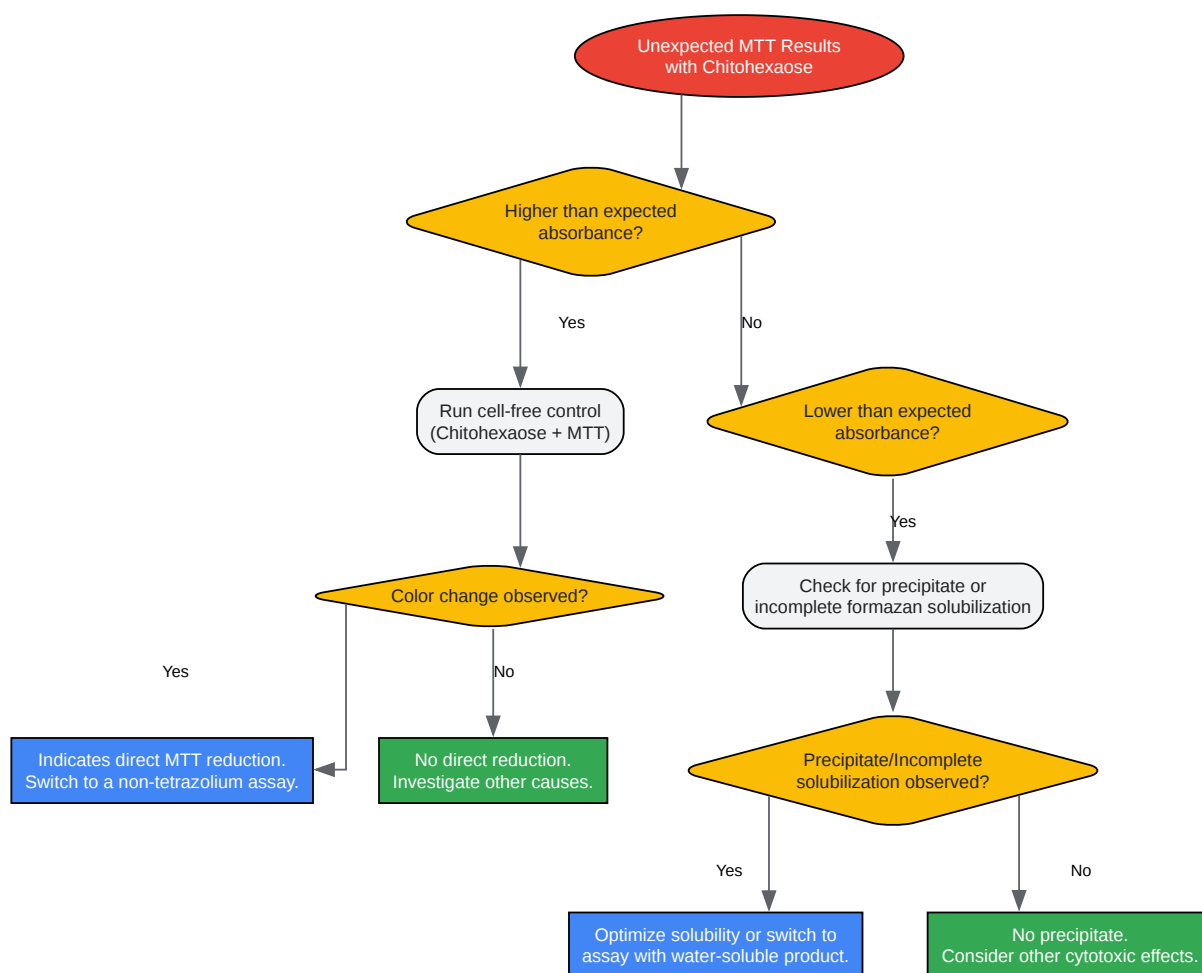 Unexpected MTT Results
with Chitohexaose
Higher than expected
absorbance?
Yes
No
Run cell-free control
(Chitohexaose + MTT)
Lower than expected
absorbance?
Yes
Color change observed?
Check for precipitate or
incomplete formazan solubilization
Yes
No
Indicates direct MTT reduction.
Switch to a non-tetrazolium assay.
No direct reduction.
Investigate other causes.
Precipitate/Incomplete
solubilization observed?
Yes
No
Optimize solubility or switch to
assay with water-soluble product.
No precipitate.
Consider other cytotoxic effects.